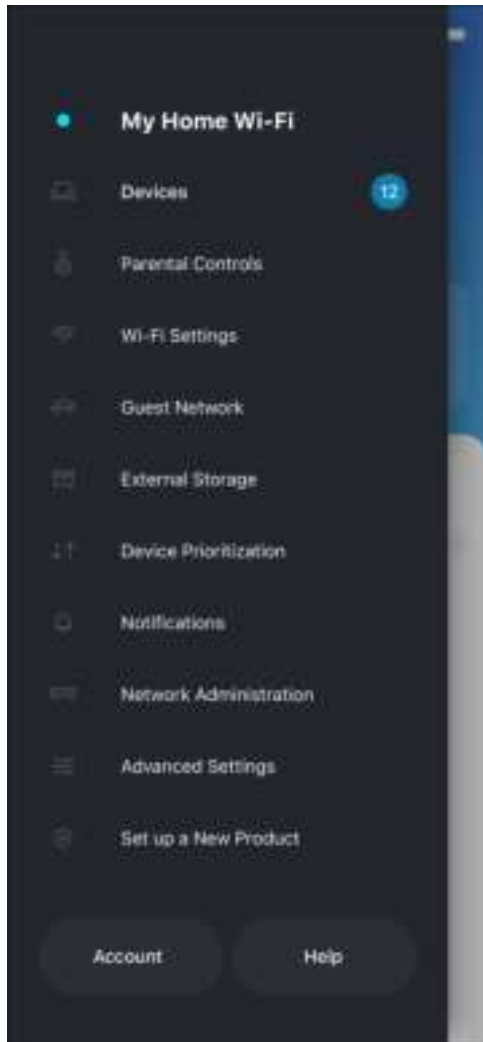 My Home Wi-Fi
Devices 12
Parental Controls
Wi-Fi Settings
Guest Network
External Storage
Device Prioritization
Notifications
Network Administration
Advanced Settings
Set up a New Product
Account Help